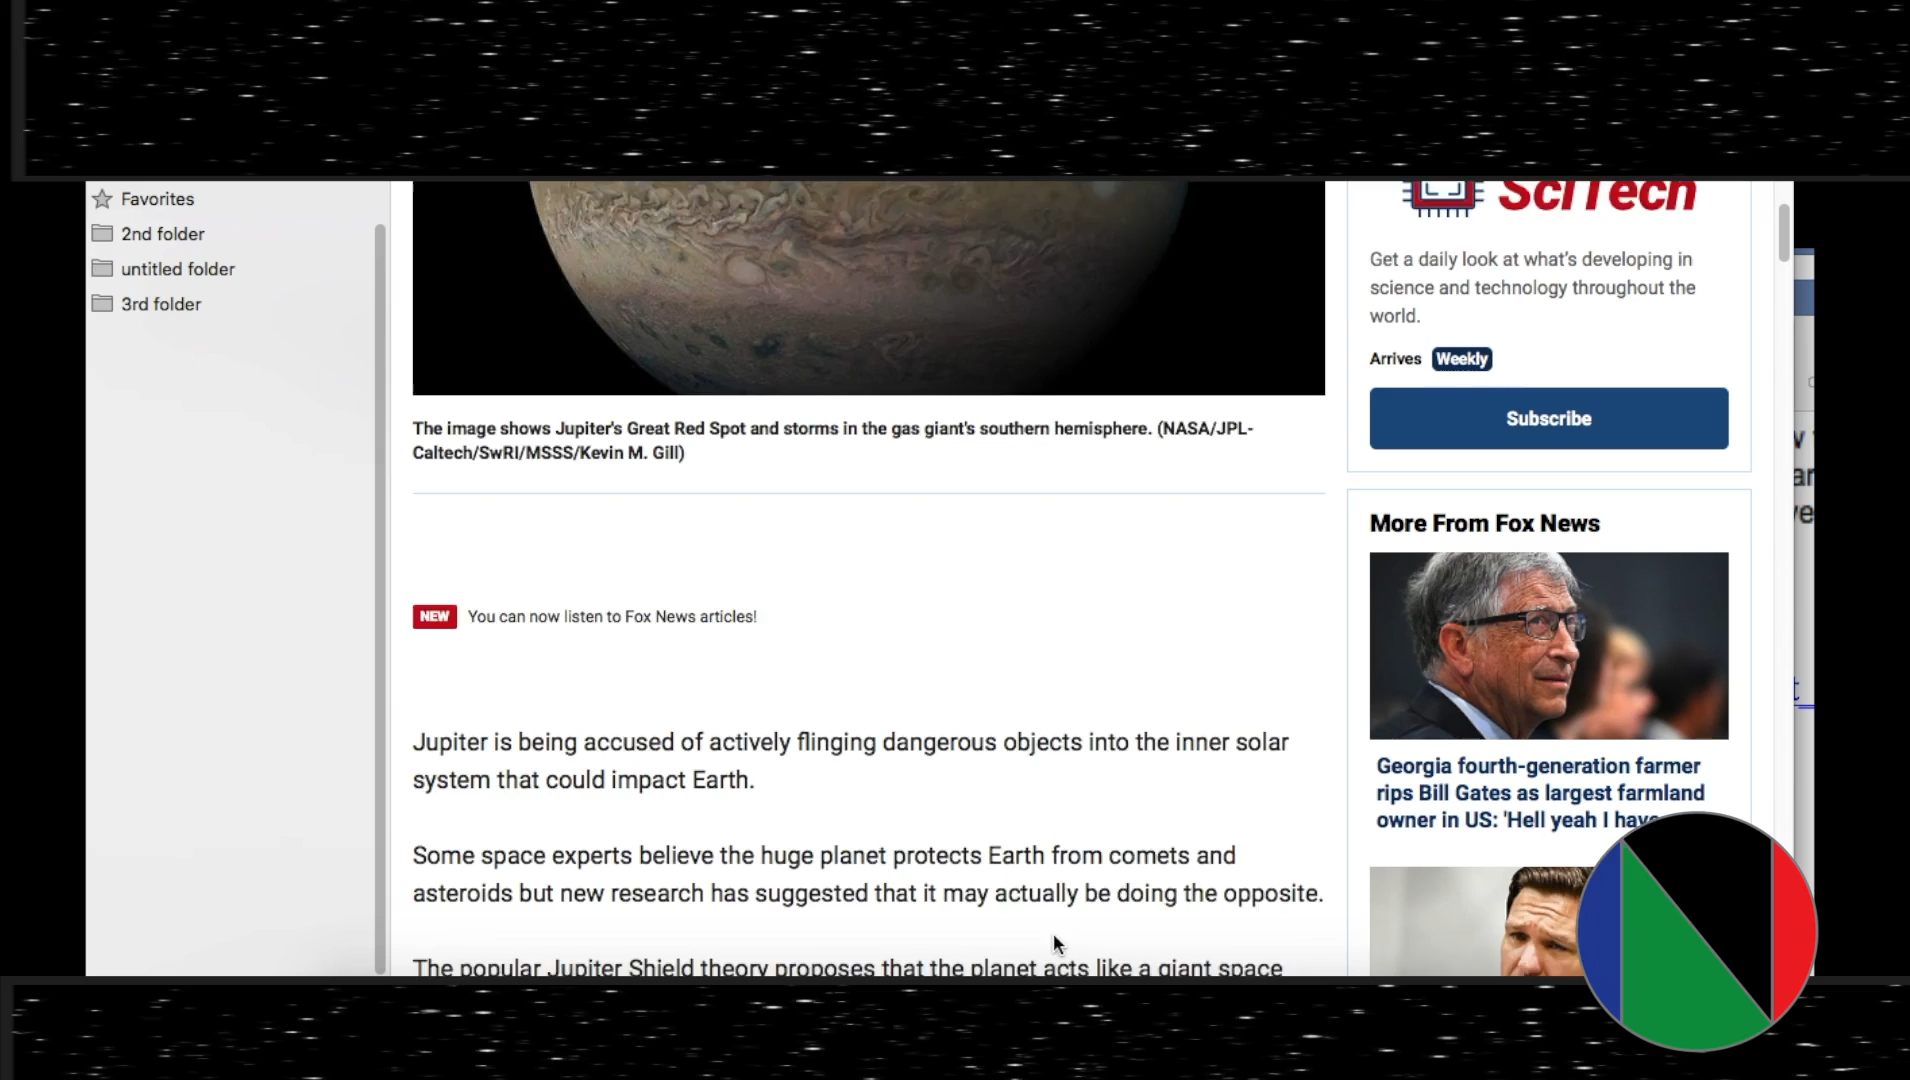 Favorites
2nd folder
untitled folder
3rd folder
The image shows Jupiter's Great Red Spot and storms in the gas giant's southern hemisphere. (NASA/JPL-
Caltech/SwRI/MSSS/Kevin M. Gill)
NEW You can now listen to Fox News articles!
Jupiter is being accused of actively flinging dangerous objects into the inner solar
system that could impact Earth.
Some space experts believe the huge planet protects Earth from comets and
asteroids but new research has suggested that it may actually be doing the opposite.
The popular Jupiter Shield theory proposes that the planet acts like a giant space
SciTech
Get a daily look at what’s developing in
science and technology throughout the
world.
Arrives Weekly
Subscribe
More From Fox News
Georgia fourth-generation farmer
rips Bill Gates as largest farmland
owner in US: 'Hell yeah I have